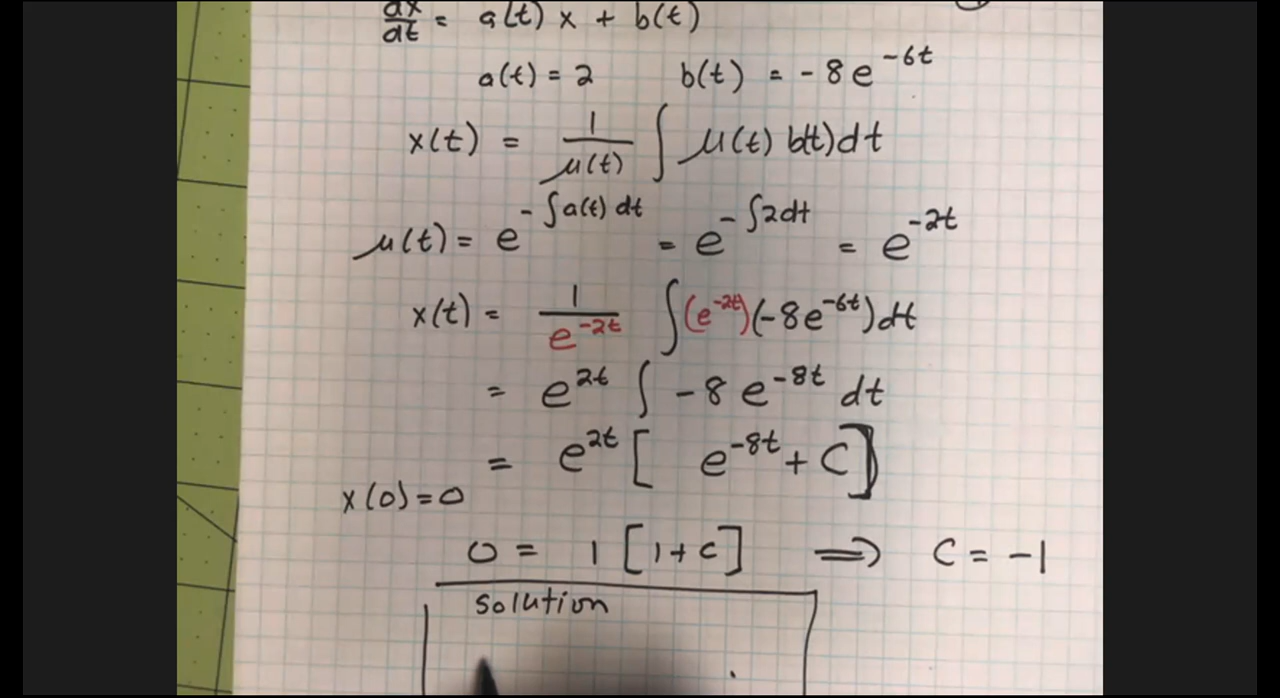 dx/dt = a(t) x + b(t)
a(t) = 2 b(t) = -8e^{-6t}
x(t) = 1/μ(t) ∫ μ(t) b(t) dt
μ(t) = e^{-∫a(t) dt} = e^{-∫2dt} = e^{-2t}
x(t) = 1/e^{-2t} ∫(e^{-2t})(-8e^{-6t})dt
= e^{2t} ∫ -8 e^{-8t} dt
= e^{2t} [ e^{-8t} + C]
x(0)=0
0 = 1 [1+c] ⟹ C = -1
solution